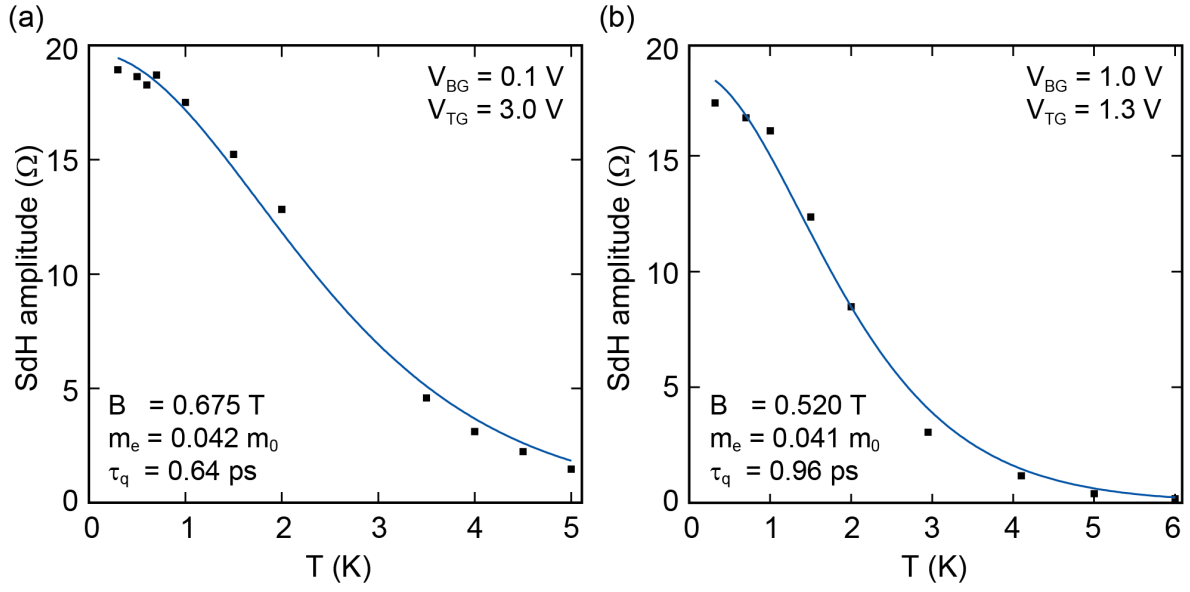 (a)
20
15
10
5
0
SdH amplitude (Ω)
V_BG = 0.1 V
V_TG = 3.0 V
B = 0.675 T
m_e = 0.042 m_0
τ_q = 0.64 ps
0 1 2 3 4 5
T (K)
(b)
20
15
10
5
0
SdH amplitude (Ω)
V_BG = 1.0 V
V_TG = 1.3 V
B = 0.520 T
m_e = 0.041 m_0
τ_q = 0.96 ps
0 1 2 3 4 5 6
T (K)